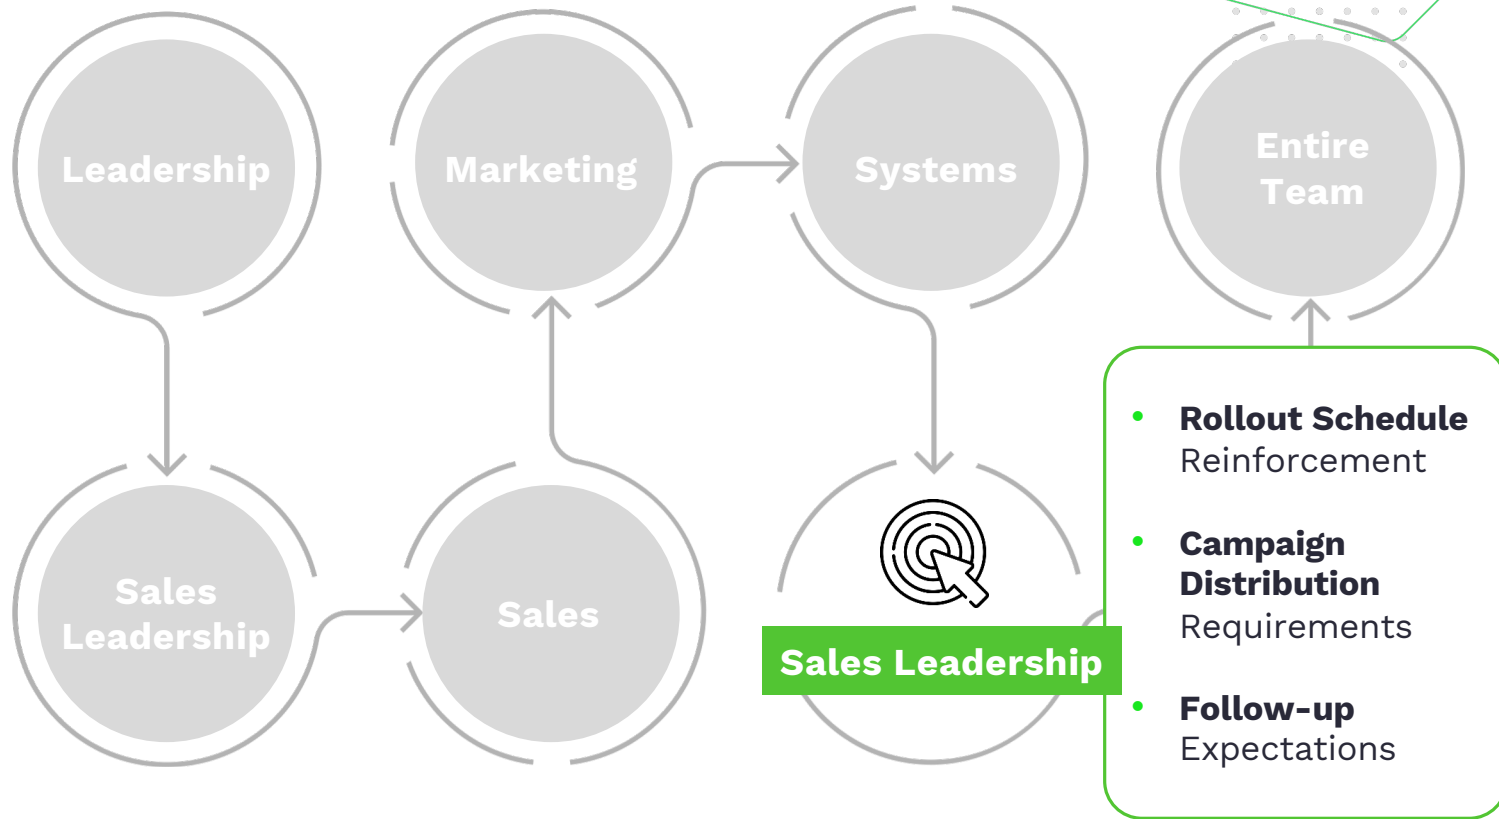 Leadership
Marketing
Systems
Entire
Team
Sales
Leadership
Sales
Sales Leadership
• Rollout Schedule
Reinforcement
• Campaign
Distribution
Requirements
• Follow-up
Expectations